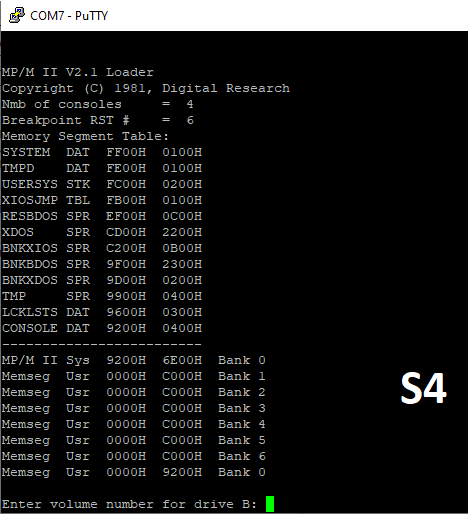 COM7 - PuTTY
MP/M II V2.1 Loader
Copyright (C) 1981, Digital Research
Nmb of consoles     =  4
Breakpoint RST #    =  6
Memory Segment Table:
SYSTEM  DAT  FF00H  0100H
TMPD    DAT  FE00H  0100H
USERSYS STK  FC00H  0200H
XIOSJMP TBL  FB00H  0100H
RESBDOS SPR  EF00H  0C00H
XDOS    SPR  CD00H  2200H
BNKXIOS SPR  C200H  0B00H
BNKBDOS SPR  9F00H  2300H
BNKXDOS SPR  9D00H  0200H
TMP     SPR  9900H  0400H
LCKLSTS DAT  9600H  0300H
CONSOLE DAT  9200H  0400H
-------------------------
MP/M II Sys  9200H  6E00H  Bank 0
Memseg  Usr  0000H  C000H  Bank 1
Memseg  Usr  0000H  C000H  Bank 2
Memseg  Usr  0000H  C000H  Bank 3
Memseg  Usr  0000H  C000H  Bank 4
Memseg  Usr  0000H  C000H  Bank 5
Memseg  Usr  0000H  C000H  Bank 6
Memseg  Usr  0000H  9200H  Bank 0
S4
Enter volume number for drive B: